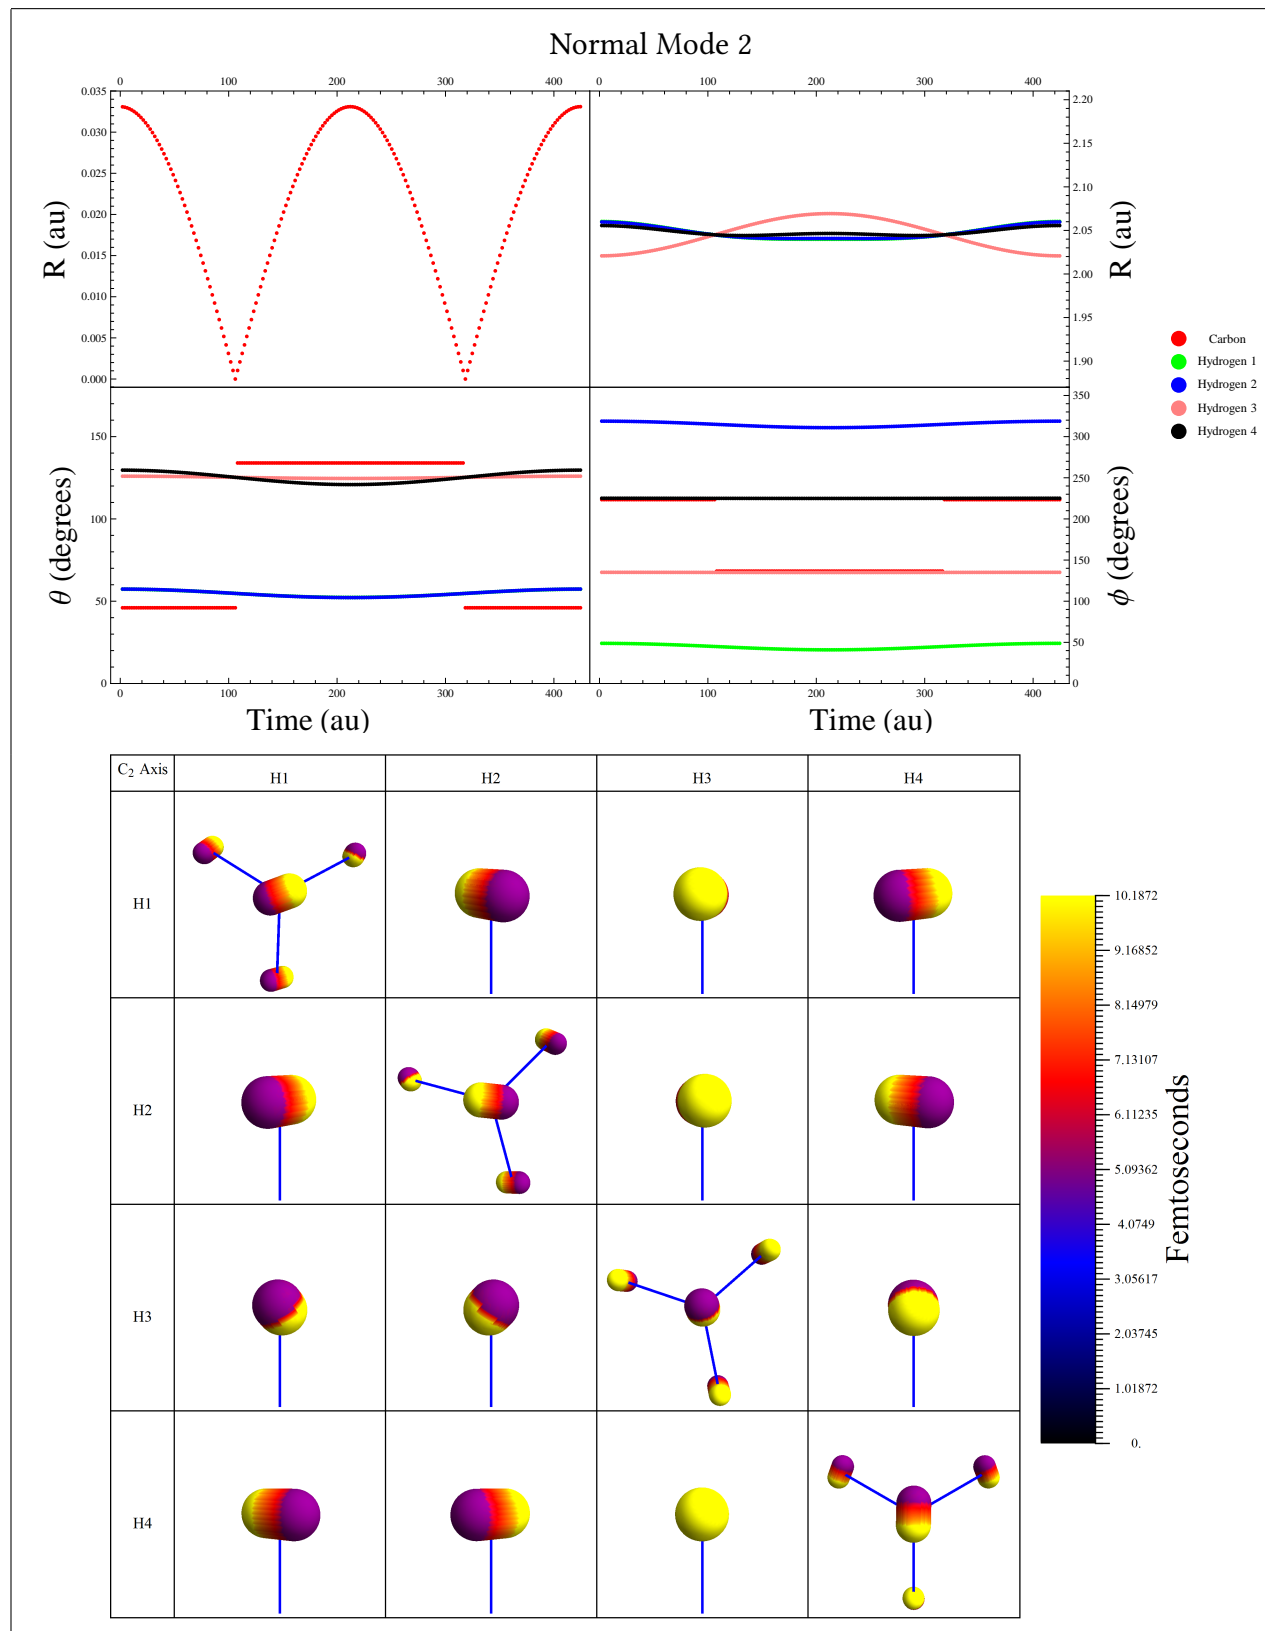 Normal Mode 2
0 100 200 300 400 0 100 200 300 400
0.035
0.030
0.025
0.020
0.015
0.010
0.005
0.000
R (au)
2.20
2.15
2.10
2.05
2.00
1.95
1.90
R (au)
Carbon
Hydrogen 1
Hydrogen 2
Hydrogen 3
Hydrogen 4
150
100
50
0
θ (degrees)
350
300
250
200
150
100
50
0
ϕ (degrees)
0 100 200 300 400 0 100 200 300 400
Time (au) Time (au)
C₂ Axis H1 H2 H3 H4
H1
H2
H3
H4
10.1872
9.16852
8.14979
7.13107
6.11235
5.09362
4.0749
3.05617
2.03745
1.01872
0.
Femtoseconds